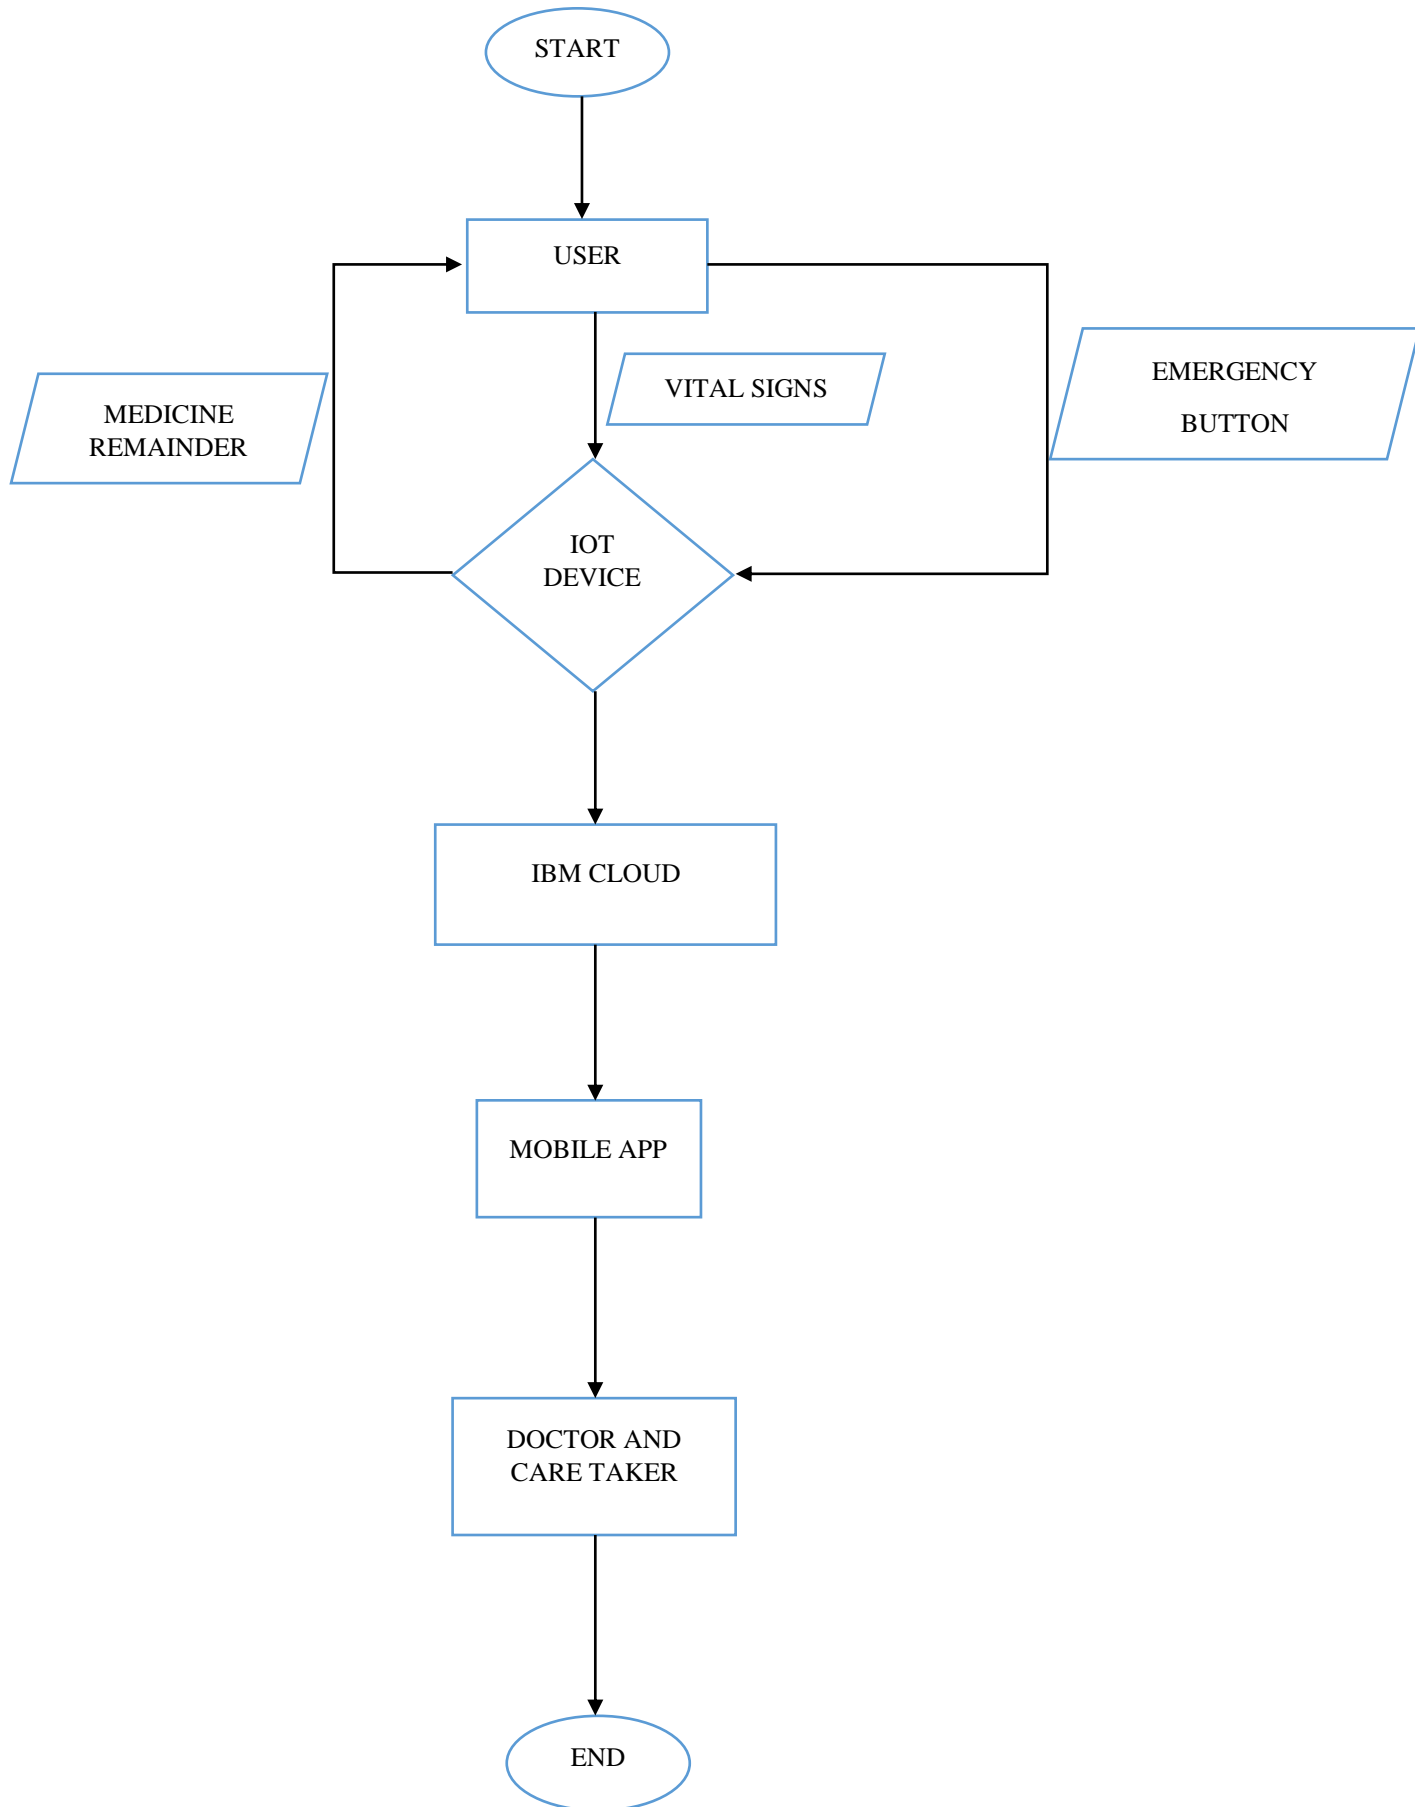 START
USER
MEDICINE
REMAINDER
VITAL SIGNS
EMERGENCY
BUTTON
IOT
DEVICE
IBM CLOUD
MOBILE APP
DOCTOR AND
CARE TAKER
END